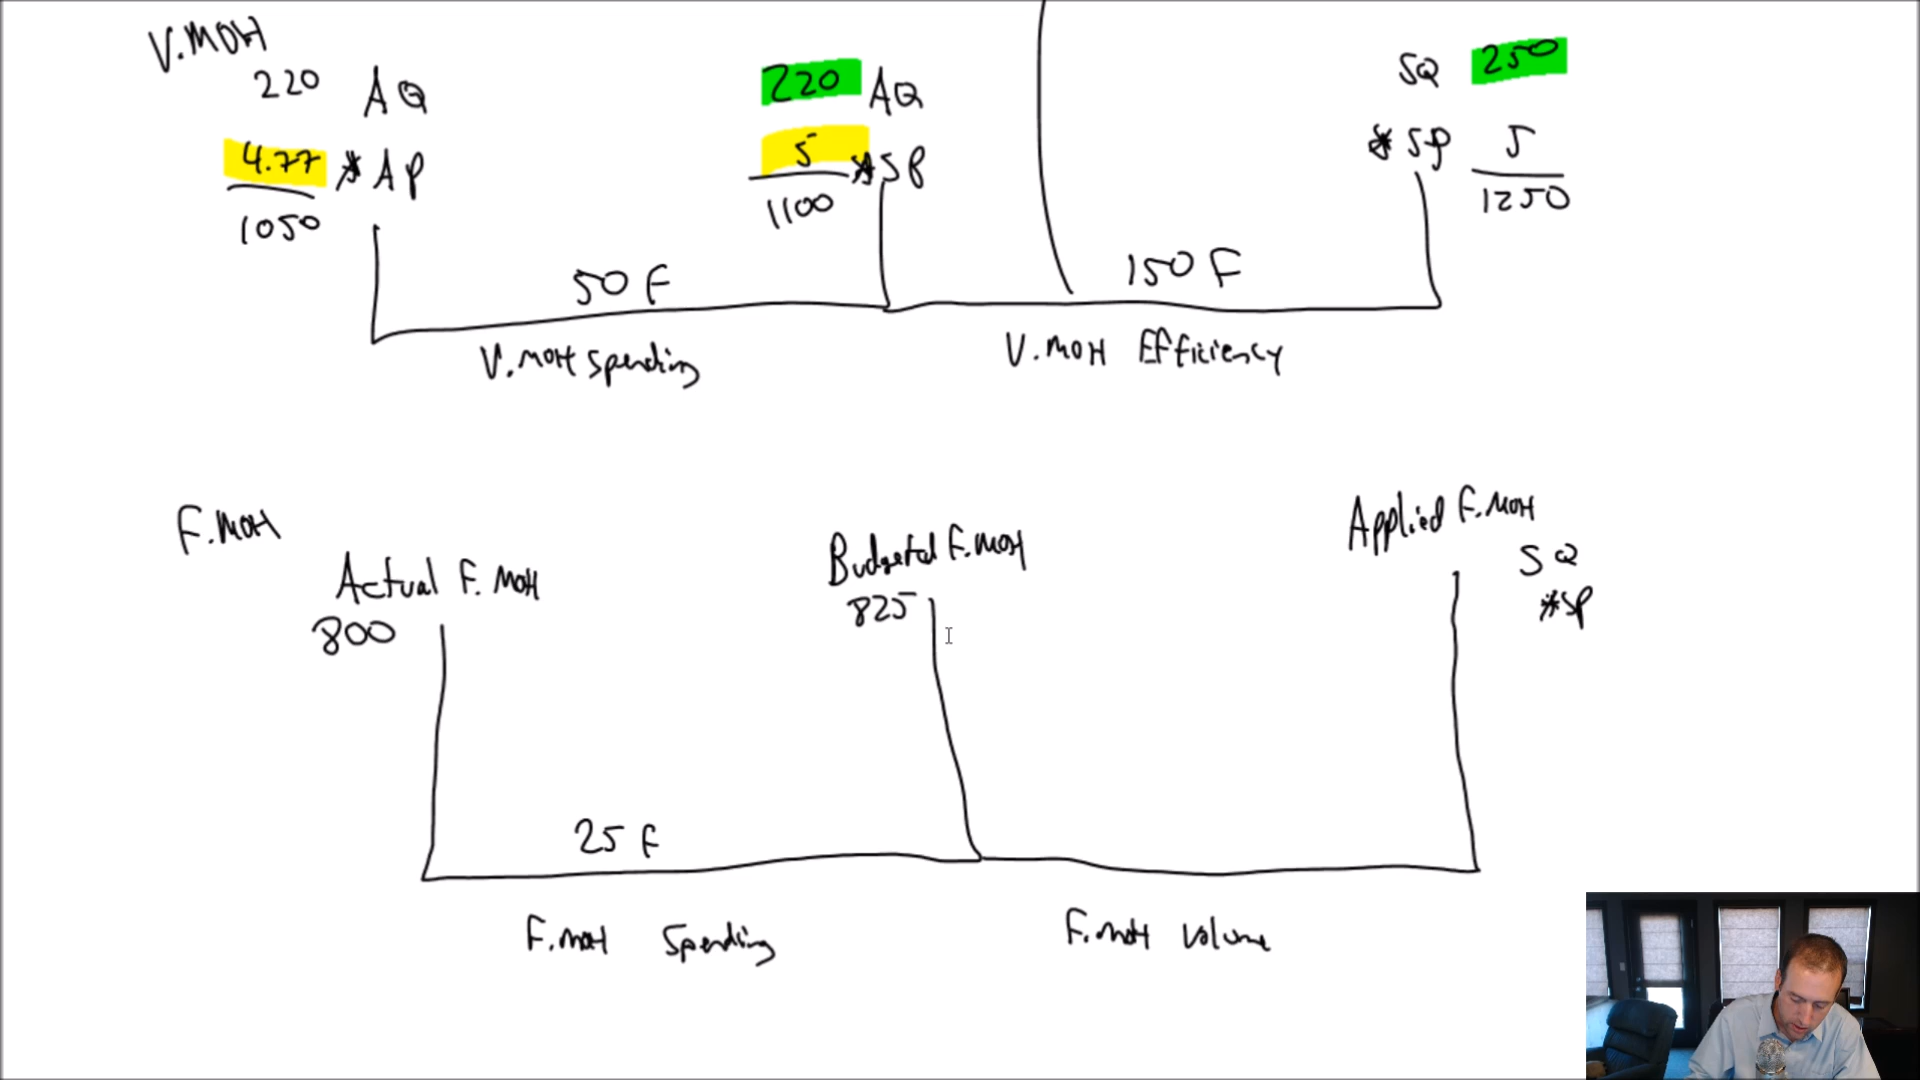 V.MOH
220 AQ
4.77 * AP
1050
220 AQ
5 * SP
1100
SQ 250
* SP 5
1250
50 F
150 F
V.MOH Spending
V.MOH Efficiency
F.MOH
Actual F.MOH
800
Budgeted F.MOH
825
Applied F.MOH
SQ
*SP
25 F
F.MOH Spending
F.MOH Volume